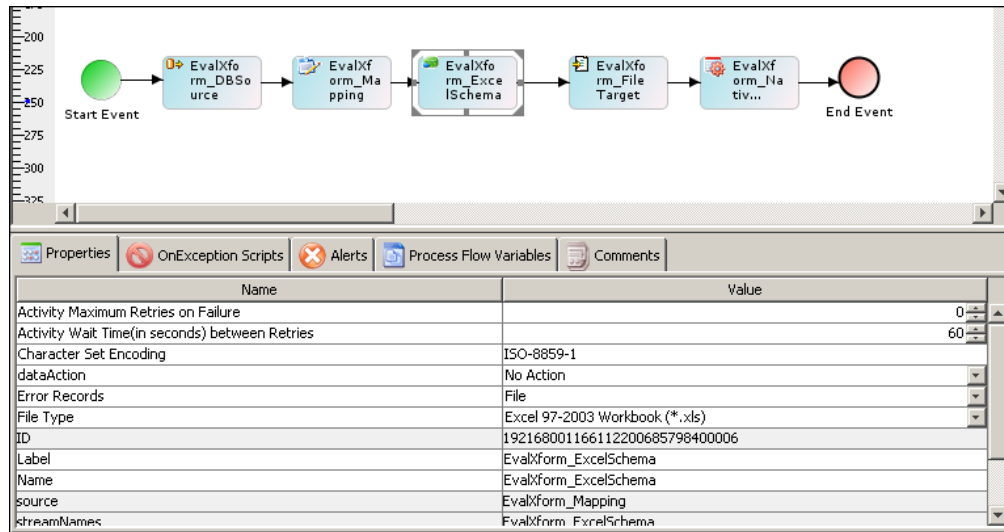 200
225
250
275
300
325
Start Event
EvalXfo
rm_DBSo
urce
EvalXf
orm_Ma
pping
EvalXfo
rm_Exce
lSchema
EvalXfo
rm_File
Target
EvalXf
orm_Na
tiv...
End Event
Properties OnException Scripts Alerts Process Flow Variables Comments
Name Value
Activity Maximum Retries on Failure 0
Activity Wait Time(in seconds) between Retries 60
Character Set Encoding ISO-8859-1
dataAction No Action
Error Records File
File Type Excel 97-2003 Workbook (*.xls)
ID 192168001166112200685798400006
Label EvalXform_ExcelSchema
Name EvalXform_ExcelSchema
source EvalXform_Mapping
streamNames EvalXform_ExcelSchema